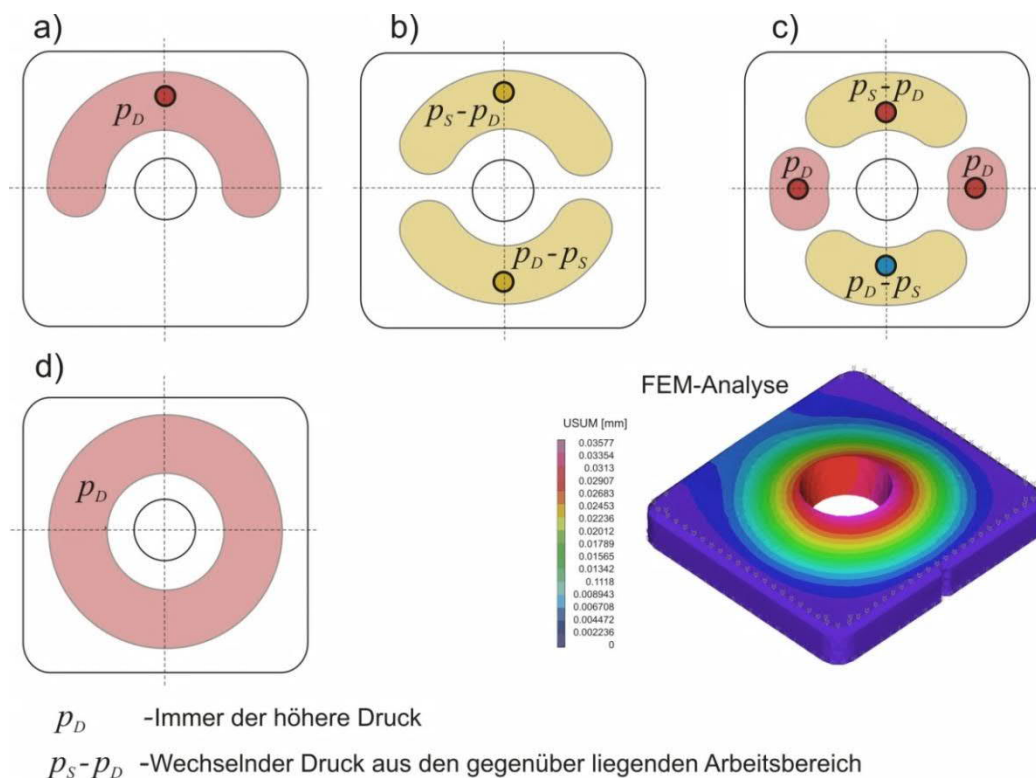 a)
b)
c)
p_D
p_S-p_D
p_D-p_S
p_S-p_D
p_D
p_D
p_D-p_S
d)
p_D
FEM-Analyse
USUM [mm]
0.03577
0.03354
0.0313
0.02907
0.02683
0.02453
0.02236
0.02012
0.01789
0.01565
0.01342
0.1118
0.008943
0.006708
0.004472
0.002236
0
p_D -Immer der höhere Druck
p_S-p_D -Wechselnder Druck aus den gegenüber liegenden Arbeitsbereich